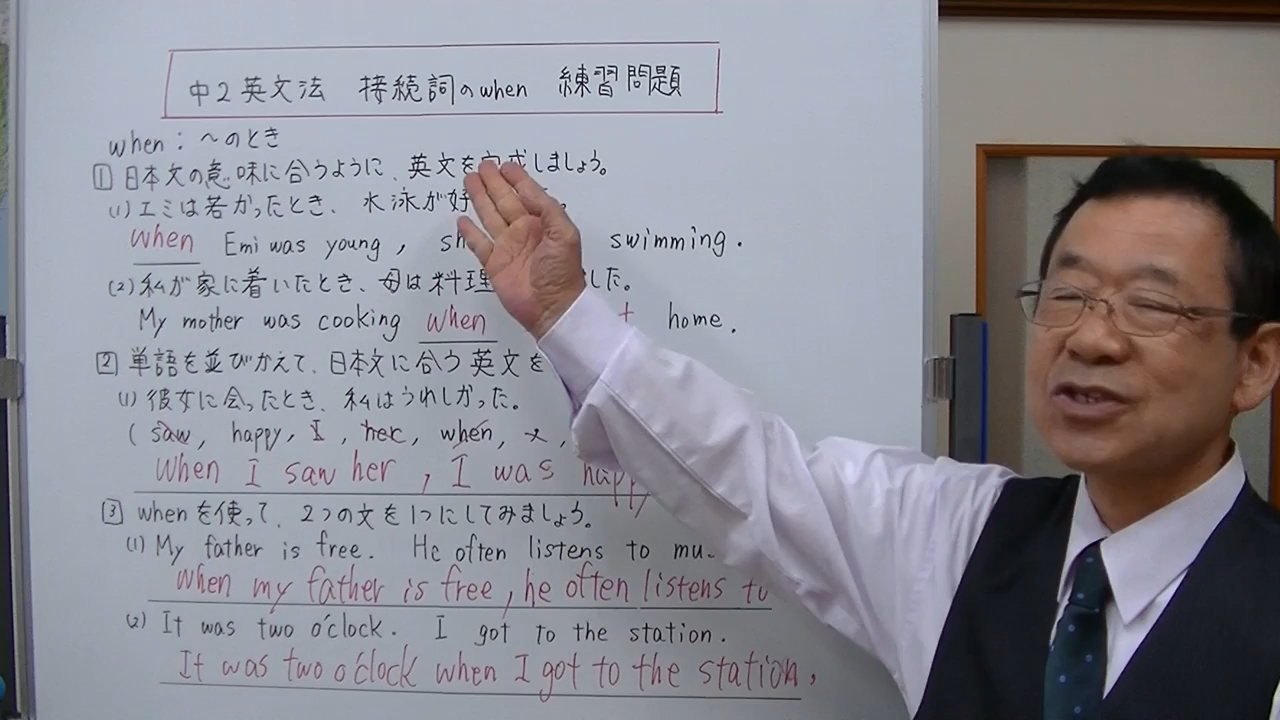 中2英文法 接続詞のwhen 練習問題
when : 〜のとき
1 日本文の意味に合うように、英文を完成しましょう。
(1) エミは若かったとき、水泳が好
when Emi was young , sh swimming .
(2) 私が家に着いたとき、母は料理 した。
My mother was cooking when t home .
2 単語を並びかえて、日本文に合う英文を
(1) 彼女に会ったとき、私はうれしかった。
( saw , happy , I , her , when ,
When I saw her , I was happy
3 whenを使って、2つの文を1つにしてみましょう。
(1) My father is free . He often listens to mu
When my father is free , he often listens to
(2) It was two o'clock . I got to the station .
It was two o'clock when I got to the station .